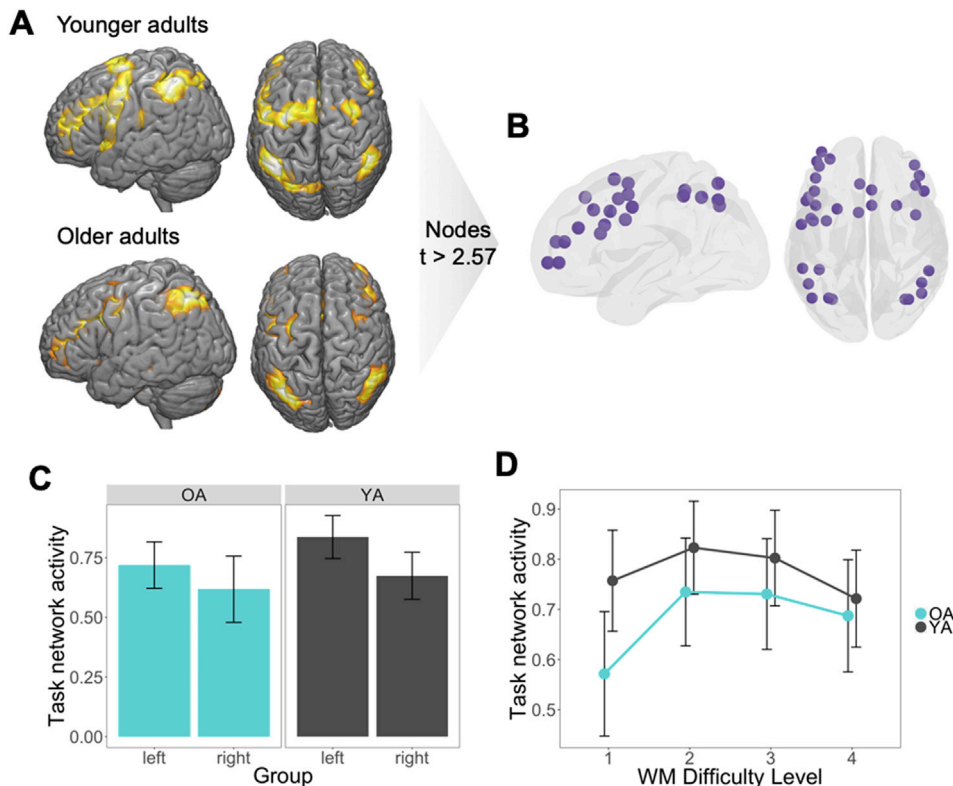 A
Younger adults
Older adults
Nodes
t > 2.57
B
C
OA
YA
Task network activity
0.75
0.50
0.25
0.00
left
right
left
right
Group
D
Task network activity
0.9
0.8
0.7
0.6
0.5
1
2
3
4
WM Difficulty Level
OA
YA